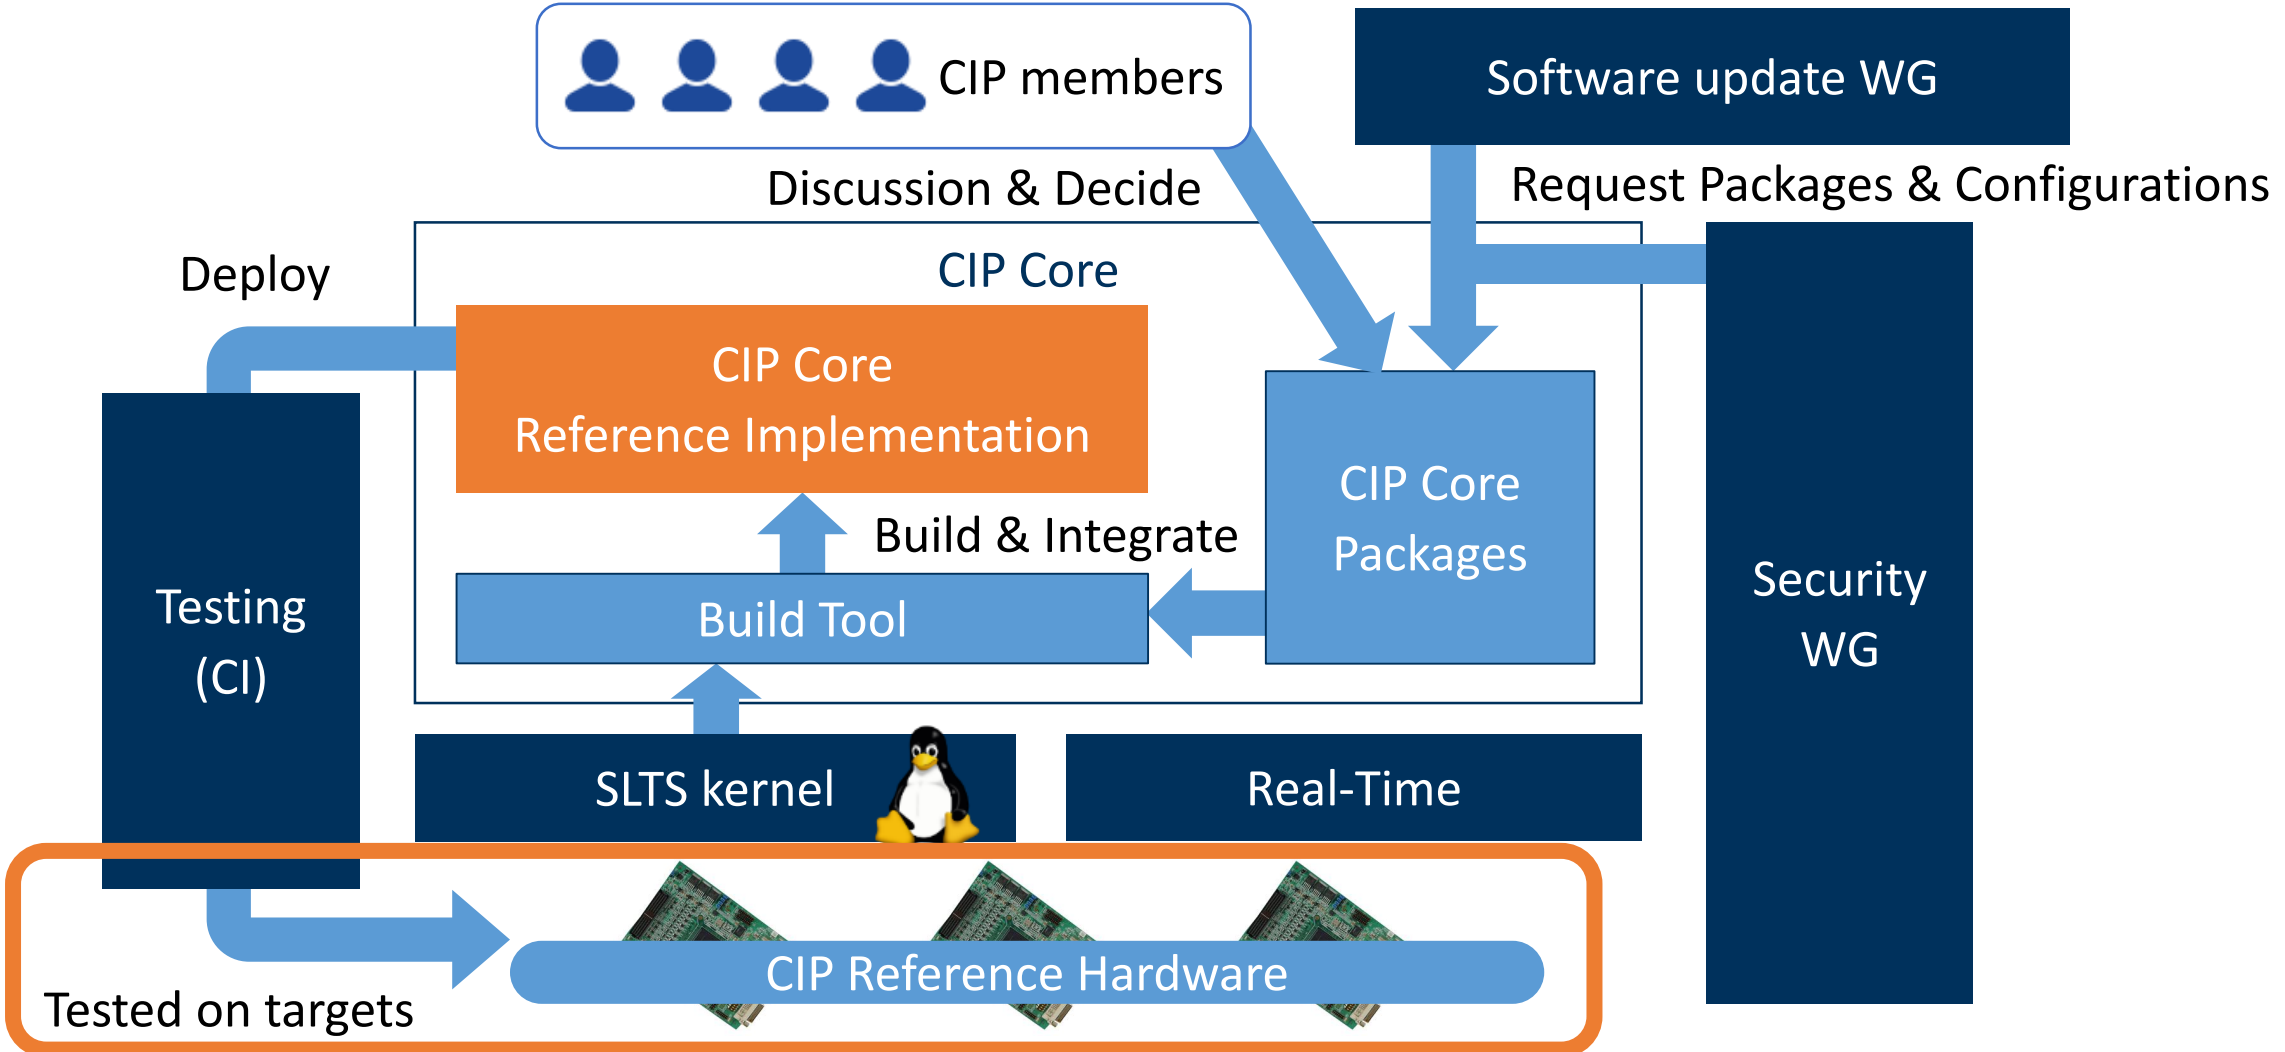 CIP members
Software update WG
Discussion & Decide
Request Packages & Configurations
Deploy
CIP Core
CIP Core
Reference Implementation
CIP Core
Packages
Build & Integrate
Build Tool
Testing
(CI)
Security
WG
SLTS kernel
Real-Time
CIP Reference Hardware
Tested on targets